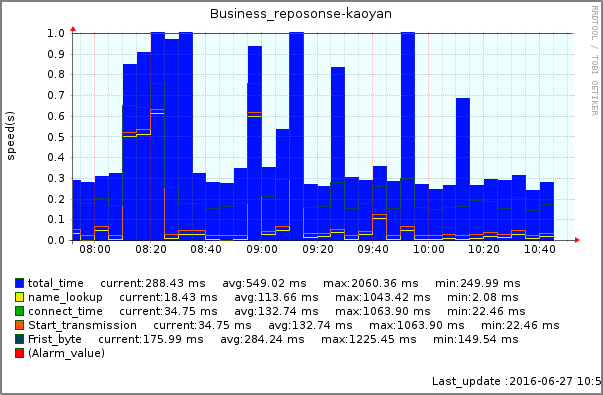 Business_reposonse-kaoyan
RRDTOOL / TOBI OETIKER
speed(s)
1.0
0.9
0.8
0.7
0.6
0.5
0.4
0.3
0.2
0.1
0.0
08:00 08:20 08:40 09:00 09:20 09:40 10:00 10:20 10:40
total_time current:288.43 ms avg:549.02 ms max:2060.36 ms min:249.99 ms
name_lookup current:18.43 ms avg:113.66 ms max:1043.42 ms min:2.08 ms
connect_time current:34.75 ms avg:132.74 ms max:1063.90 ms min:22.46 ms
Start_transmission current:34.75 ms avg:132.74 ms max:1063.90 ms min:22.46 ms
Frist_byte current:175.99 ms avg:284.24 ms max:1225.45 ms min:149.54 ms
(Alarm_value)
Last_update :2016-06-27 10:5